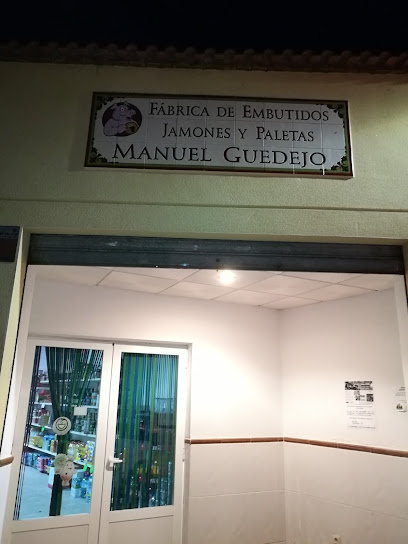 FÁBRICA DE EMBUTIDOS
JAMONES Y PALETAS
MANUEL GUEDEJO